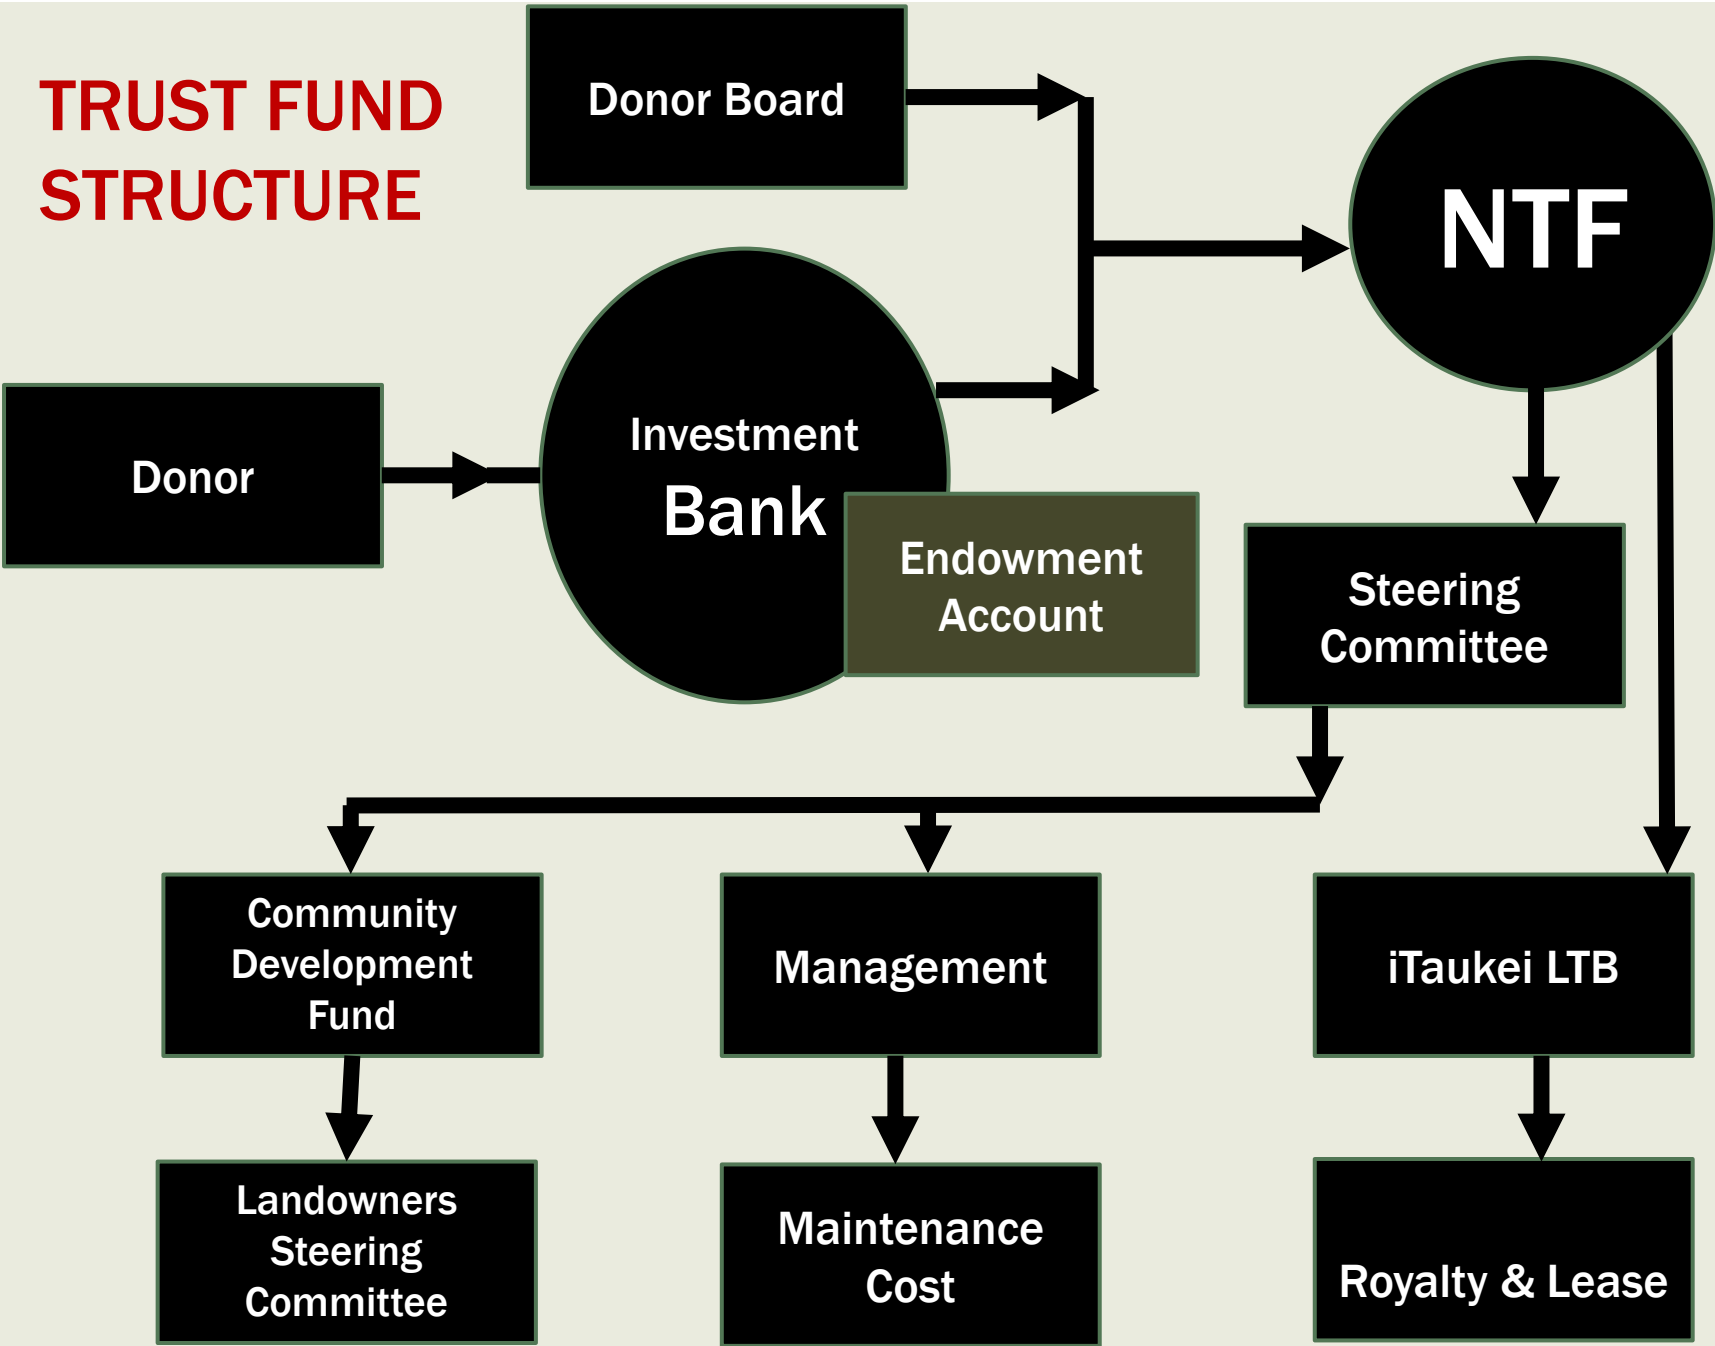 TRUST FUND
STRUCTURE
Donor Board
NTF
Donor
Investment
Bank
Endowment
Account
Steering
Committee
Community
Development
Fund
Management
iTaukei LTB
Landowners
Steering
Committee
Maintenance
Cost
Royalty & Lease